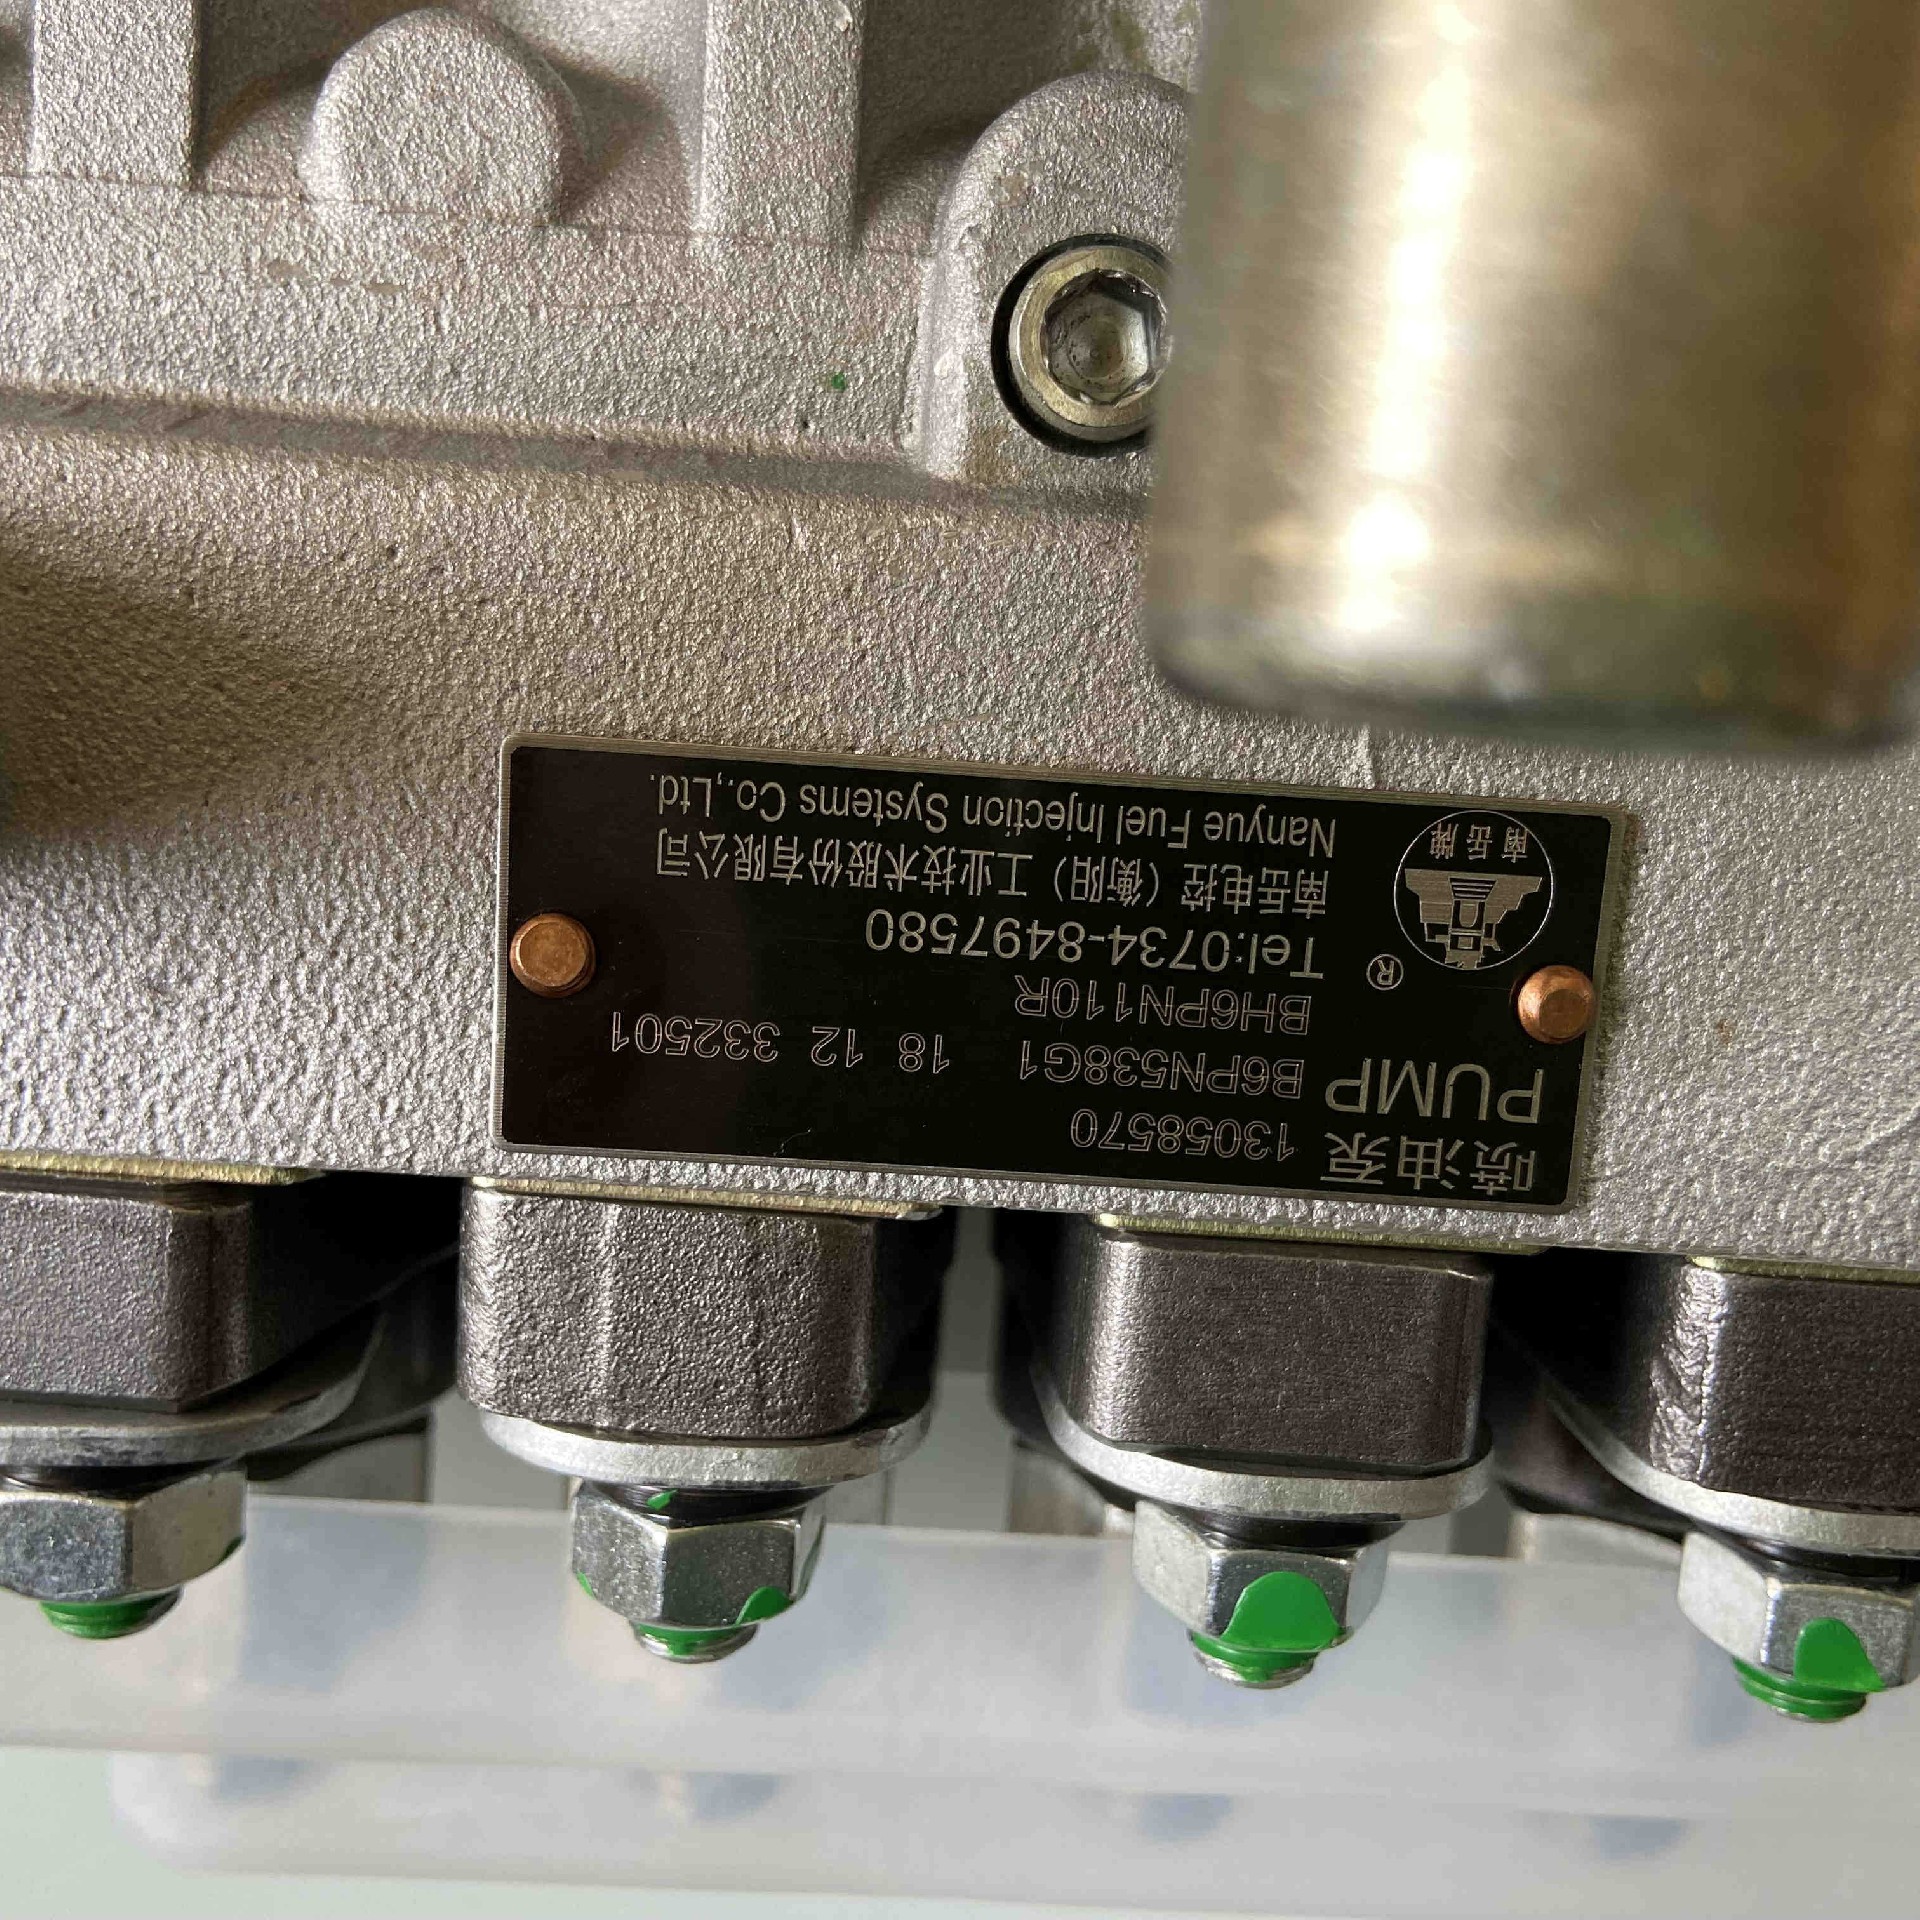 喷油泵 13058570
PUMP B6PN538G1 18 12 332501
BH6PN110R
®
Tel:0734-8497580
南岳电控（衡阳）工业技术股份有限公司
Nanyue Fuel Injection Systems Co.,Ltd.
南岳牌